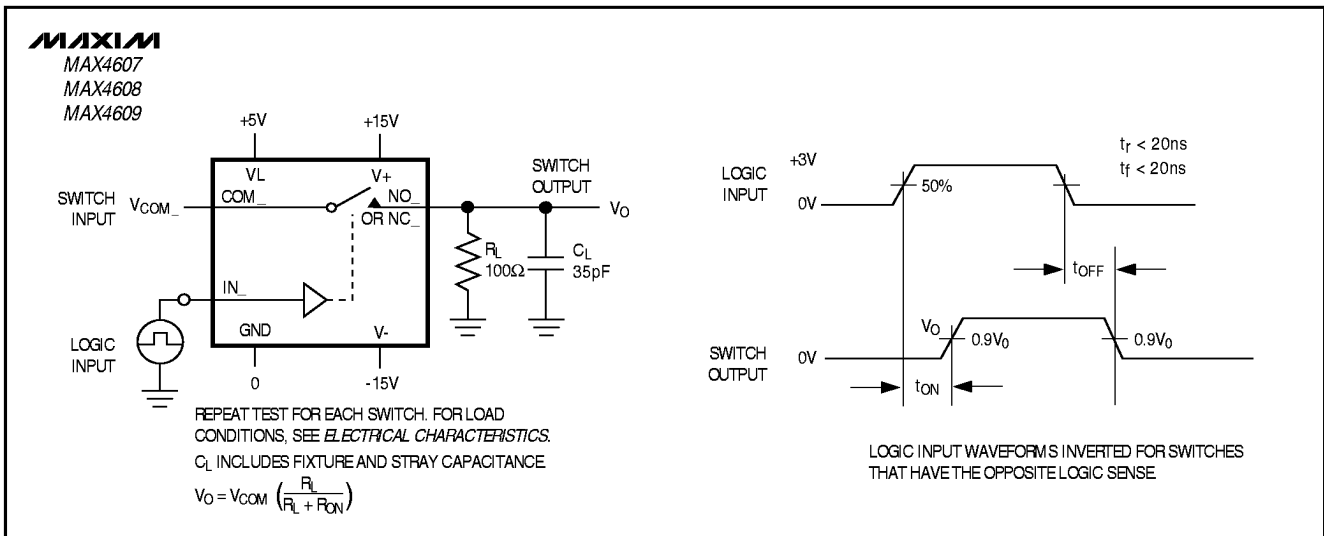 MAXIM
MAX4607
MAX4608
MAX4609
+5V
+15V
VL
V+
SWITCH
INPUT
VCOM_
COM_
NO_
OR NC_
SWITCH
OUTPUT
VO
RL
100Ω
CL
35pF
IN_
LOGIC
INPUT
GND
V-
0
-15V
REPEAT TEST FOR EACH SWITCH. FOR LOAD
CONDITIONS, SEE ELECTRICAL CHARACTERISTICS.
CL INCLUDES FIXTURE AND STRAY CAPACITANCE.
VO = VCOM (RL / RL + RON)
LOGIC
INPUT
+3V
0V
50%
tr < 20ns
tf < 20ns
tOFF
SWITCH
OUTPUT
0V
VO
0.9V0
0.9V0
tON
LOGIC INPUT WAVEFORMS INVERTED FOR SWITCHES
THAT HAVE THE OPPOSITE LOGIC SENSE.